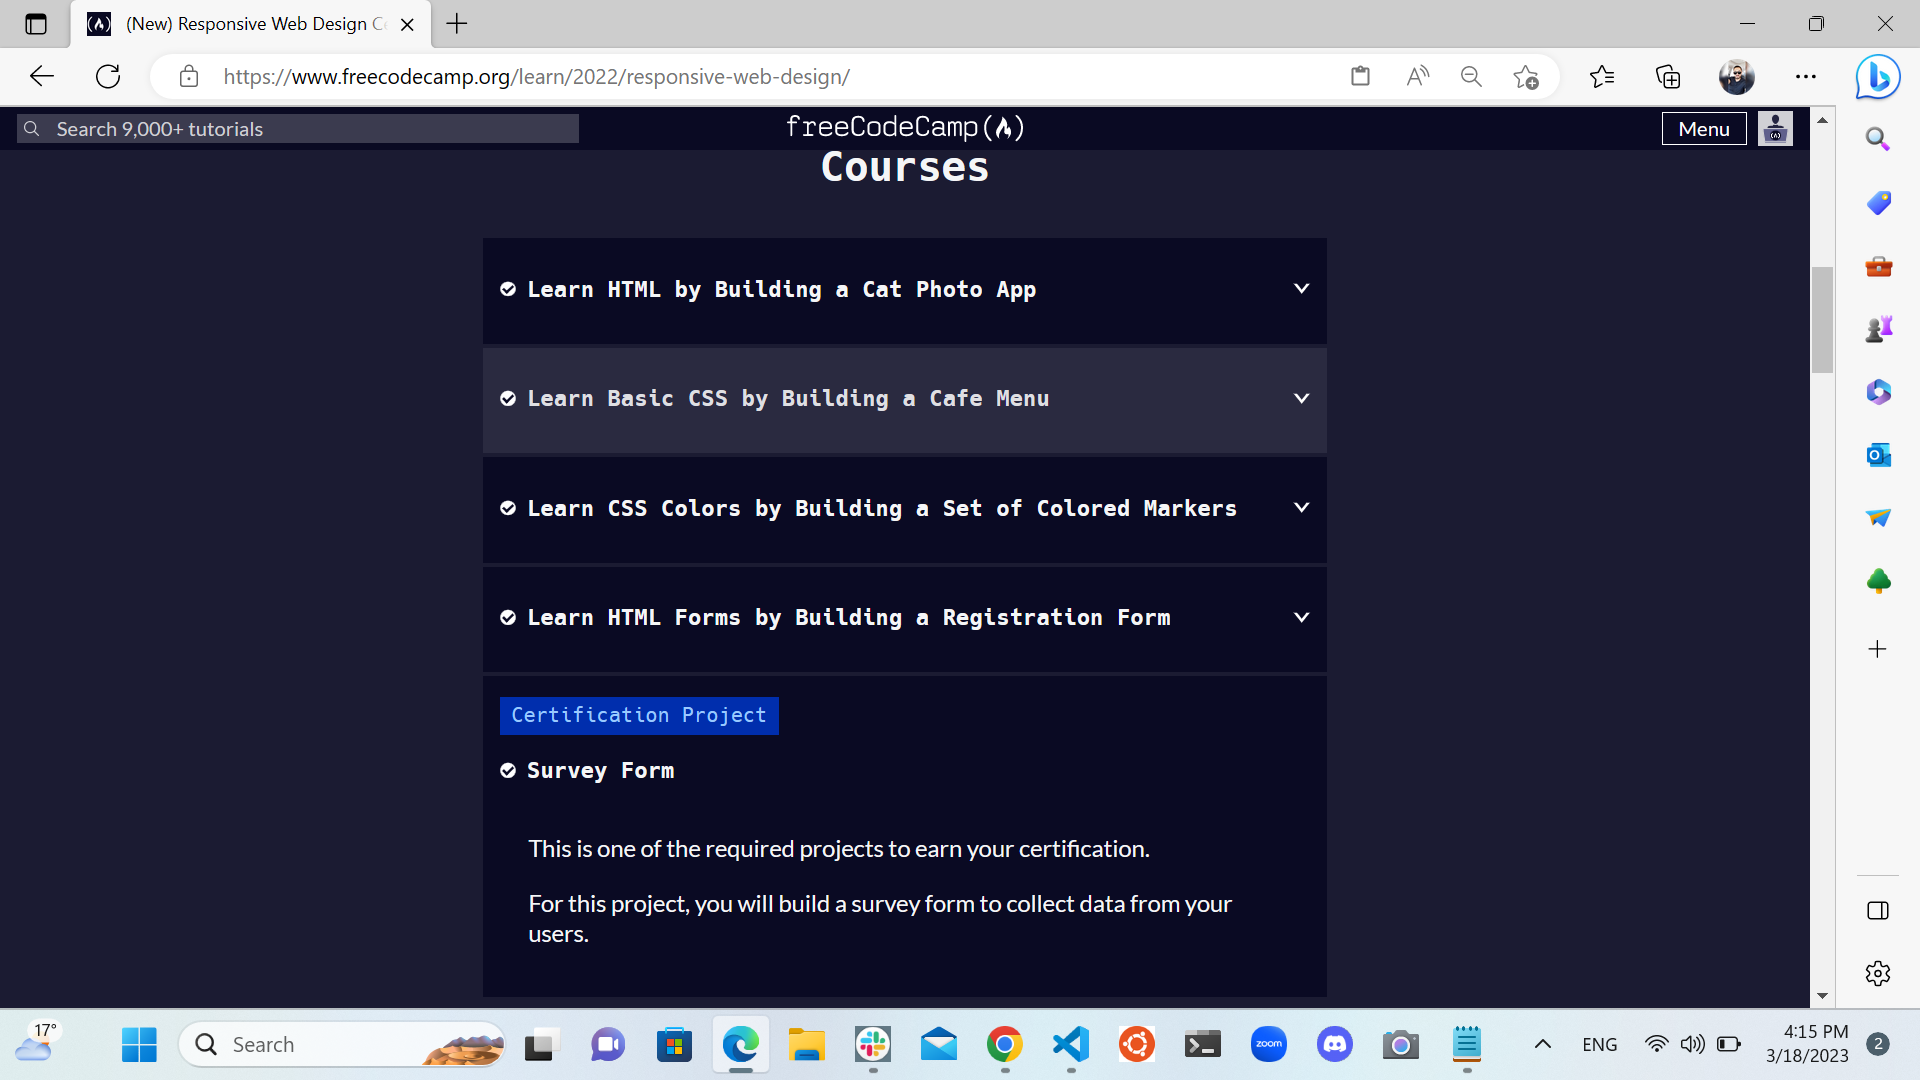 (New) Responsive Web Design C
https://www.freecodecamp.org/learn/2022/responsive-web-design/
Search 9,000+ tutorials
freeCodeCamp
Menu
Courses
Learn HTML by Building a Cat Photo App
Learn Basic CSS by Building a Cafe Menu
Learn CSS Colors by Building a Set of Colored Markers
Learn HTML Forms by Building a Registration Form
Certification Project
Survey Form
This is one of the required projects to earn your certification.
For this project, you will build a survey form to collect data from your
users.
17°
Search
zoom
ENG
4:15 PM
3/18/2023
2